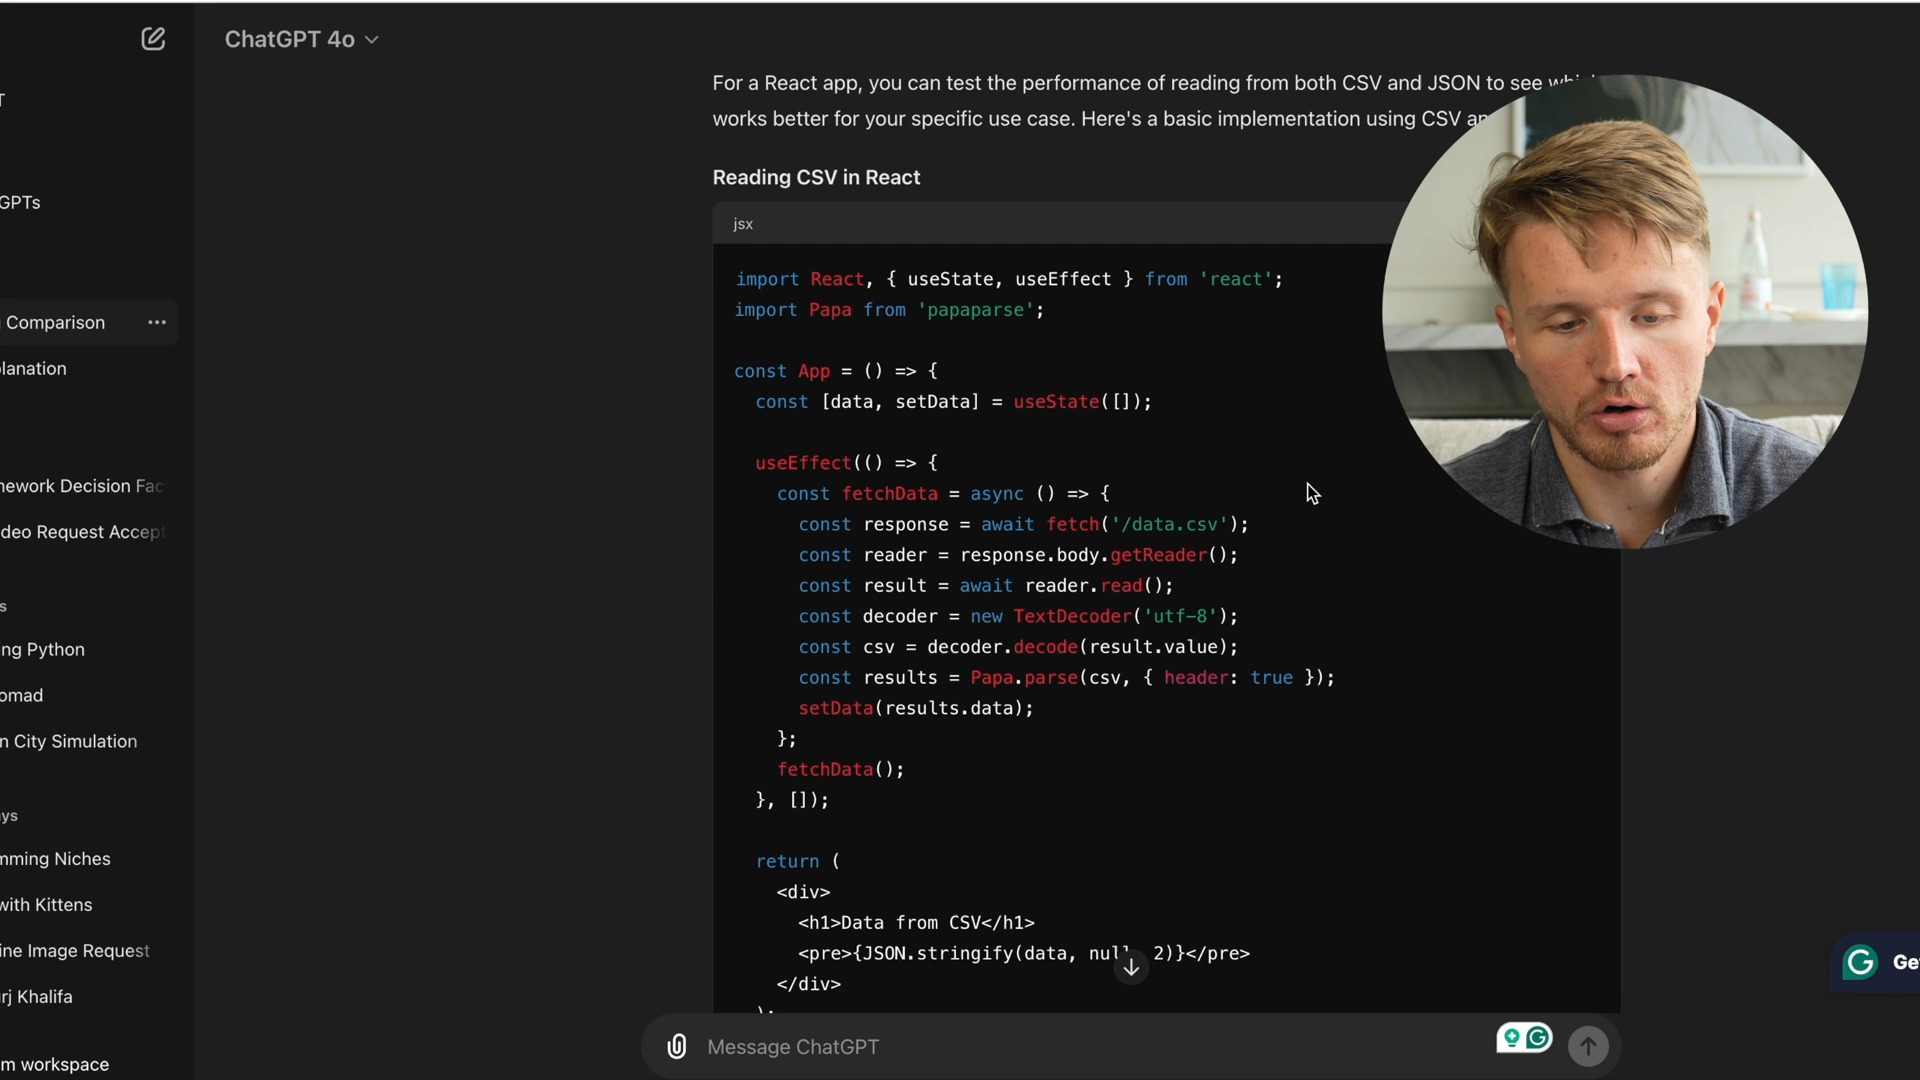 ChatGPT 4o
GPTs
Comparison
lanation
nework Decision Fac
deo Request Accept
s
ng Python
omad
n City Simulation
ys
mming Niches
with Kittens
ine Image Request
rj Khalifa
m workspace
For a React app, you can test the performance of reading from both CSV and JSON to see
works better for your specific use case. Here's a basic implementation using CSV
Reading CSV in React
jsx
import React, { useState, useEffect } from 'react';
import Papa from 'papaparse';
const App = () => {
const [data, setData] = useState([]);
useEffect(() => {
const fetchData = async () => {
const response = await fetch('/data.csv');
const reader = response.body.getReader();
const result = await reader.read();
const decoder = new TextDecoder('utf-8');
const csv = decoder.decode(result.value);
const results = Papa.parse(csv, { header: true });
setData(results.data);
};
fetchData();
}, []);
return (
<div>
<h1>Data from CSV</h1>
<pre>{JSON.stringify(data, null, 2)}</pre>
</div>
);
Message ChatGPT
G
G
Ge